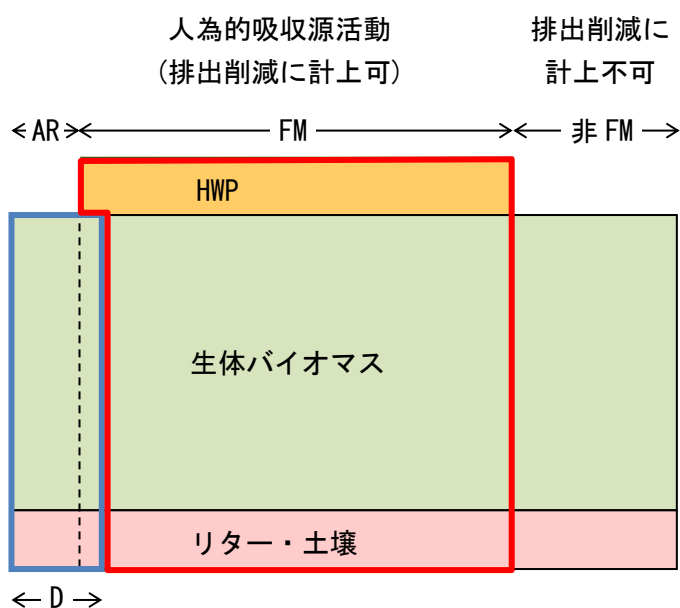 人為的吸収源活動
(排出削減に計上可)
排出削減に
計上不可
AR
FM
非 FM
HWP
生体バイオマス
リター・土壌
D